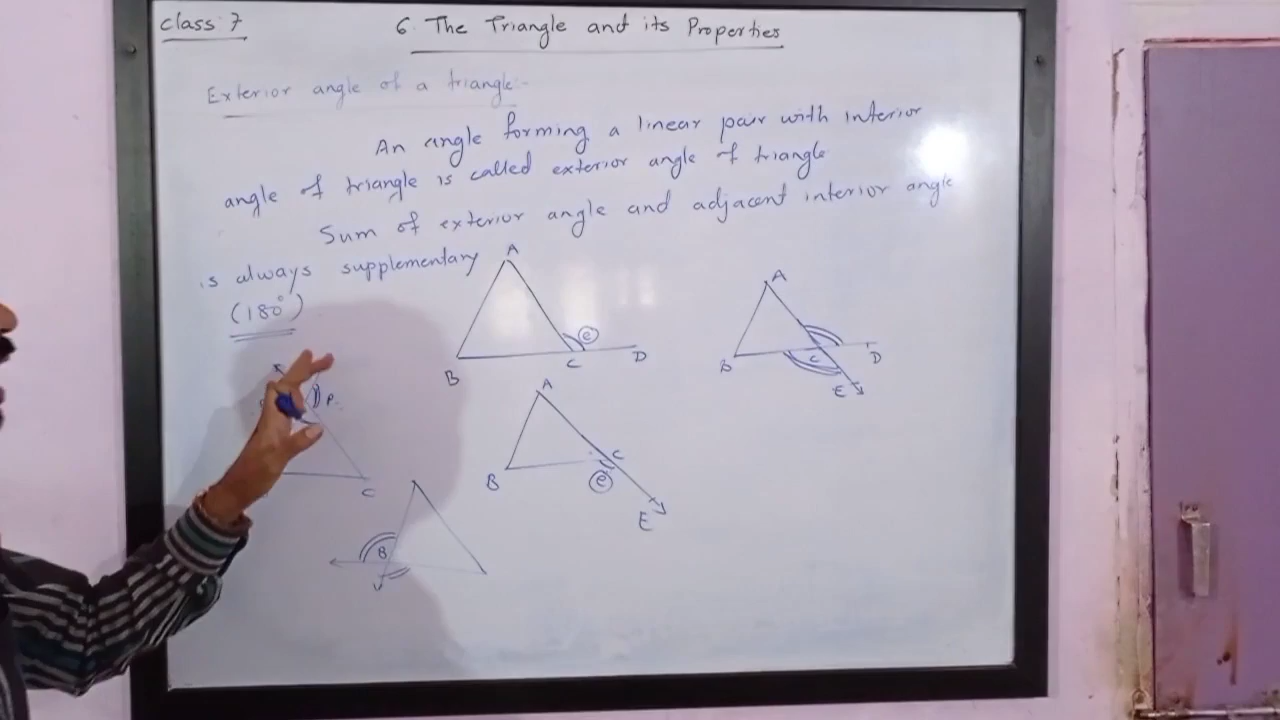 Class 7
6. The Triangle and its Properties
Exterior angle of a triangle:-
An angle forming a linear pair with interior
angle of triangle is called exterior angle of triangle
Sum of exterior angle and adjacent interior angle
is always supplementary
(180°)
A
e
B
C
D
A
B
C
D
E
P
C
A
B
C
e
E
B